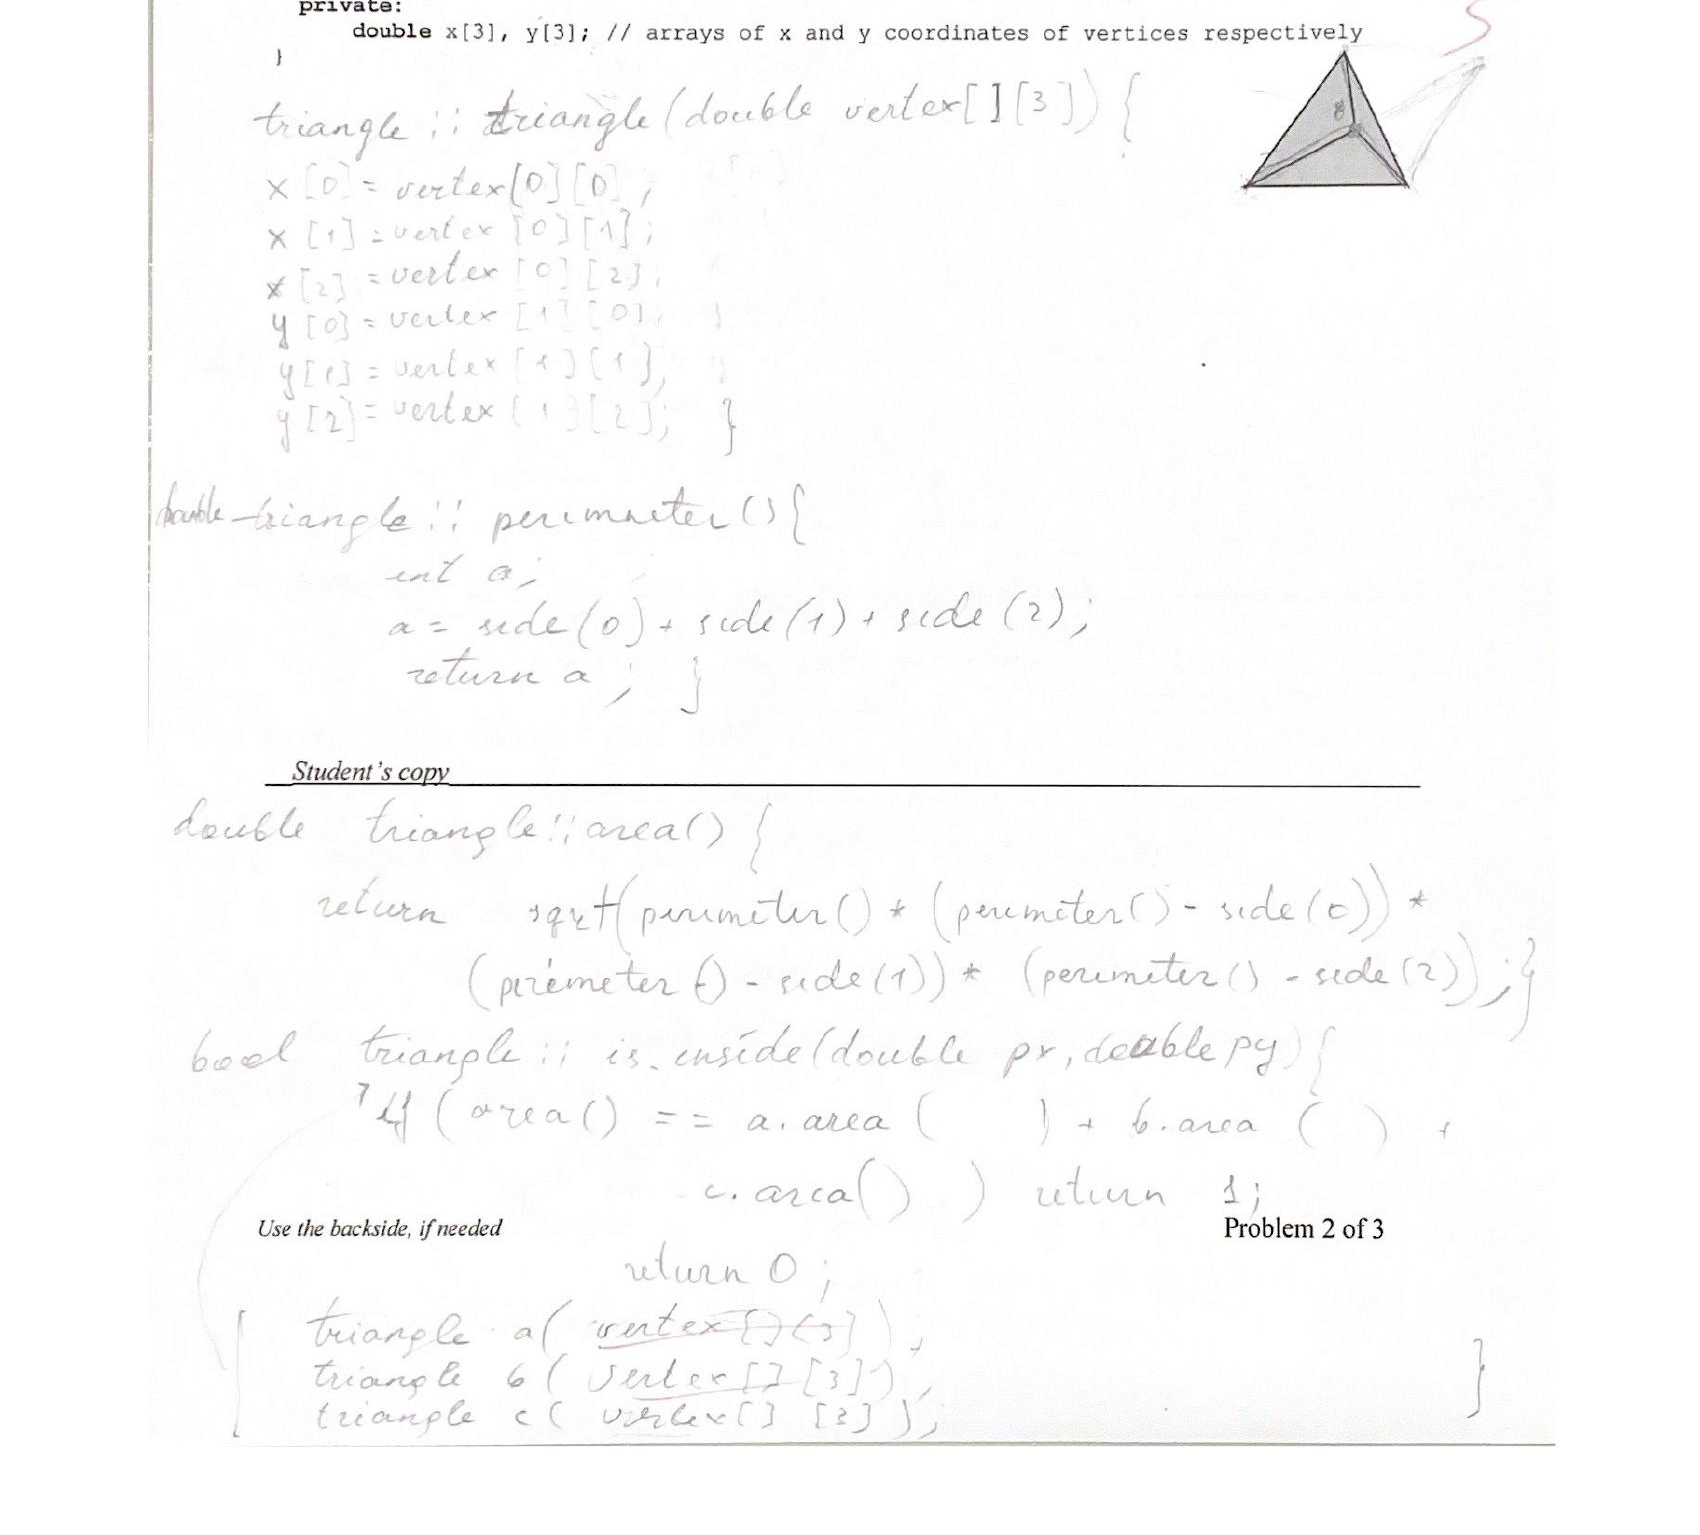 private:
double x[3], y[3]; // arrays of x and y coordinates of vertices respectively
}
triangle :: triangle (double vertex[][3]) {
x [0] = vertex[0][0];
x [1] = vertex [0][1];
x [2] = vertex [0][2];
y [0] = vertex [1][0];
y [1] = vertex [1][1];
y [2] = vertex [1][2]; }
double triangle :: perimaeter () {
int a;
a = side (0) + side (1) + side (2);
return a ; }
Student's copy
double triangle :: area() {
return sqrt(perimeter() * (perimeter() - side(0)) *
(peremeter () - side (1)) * (perimeter () - side (2)) ; }
bool triangle :: is_inside (double px, double py) {
if (area() == a. area ( ) + b. area ( ) +
c. area() ) return 1;
Use the backside, if needed
Problem 2 of 3
return 0 ;
triangle a( vertex[][3] ) ;
triangle b ( vertex [] [3] ) ;
triangle c ( vertex[] [3] ) ; }